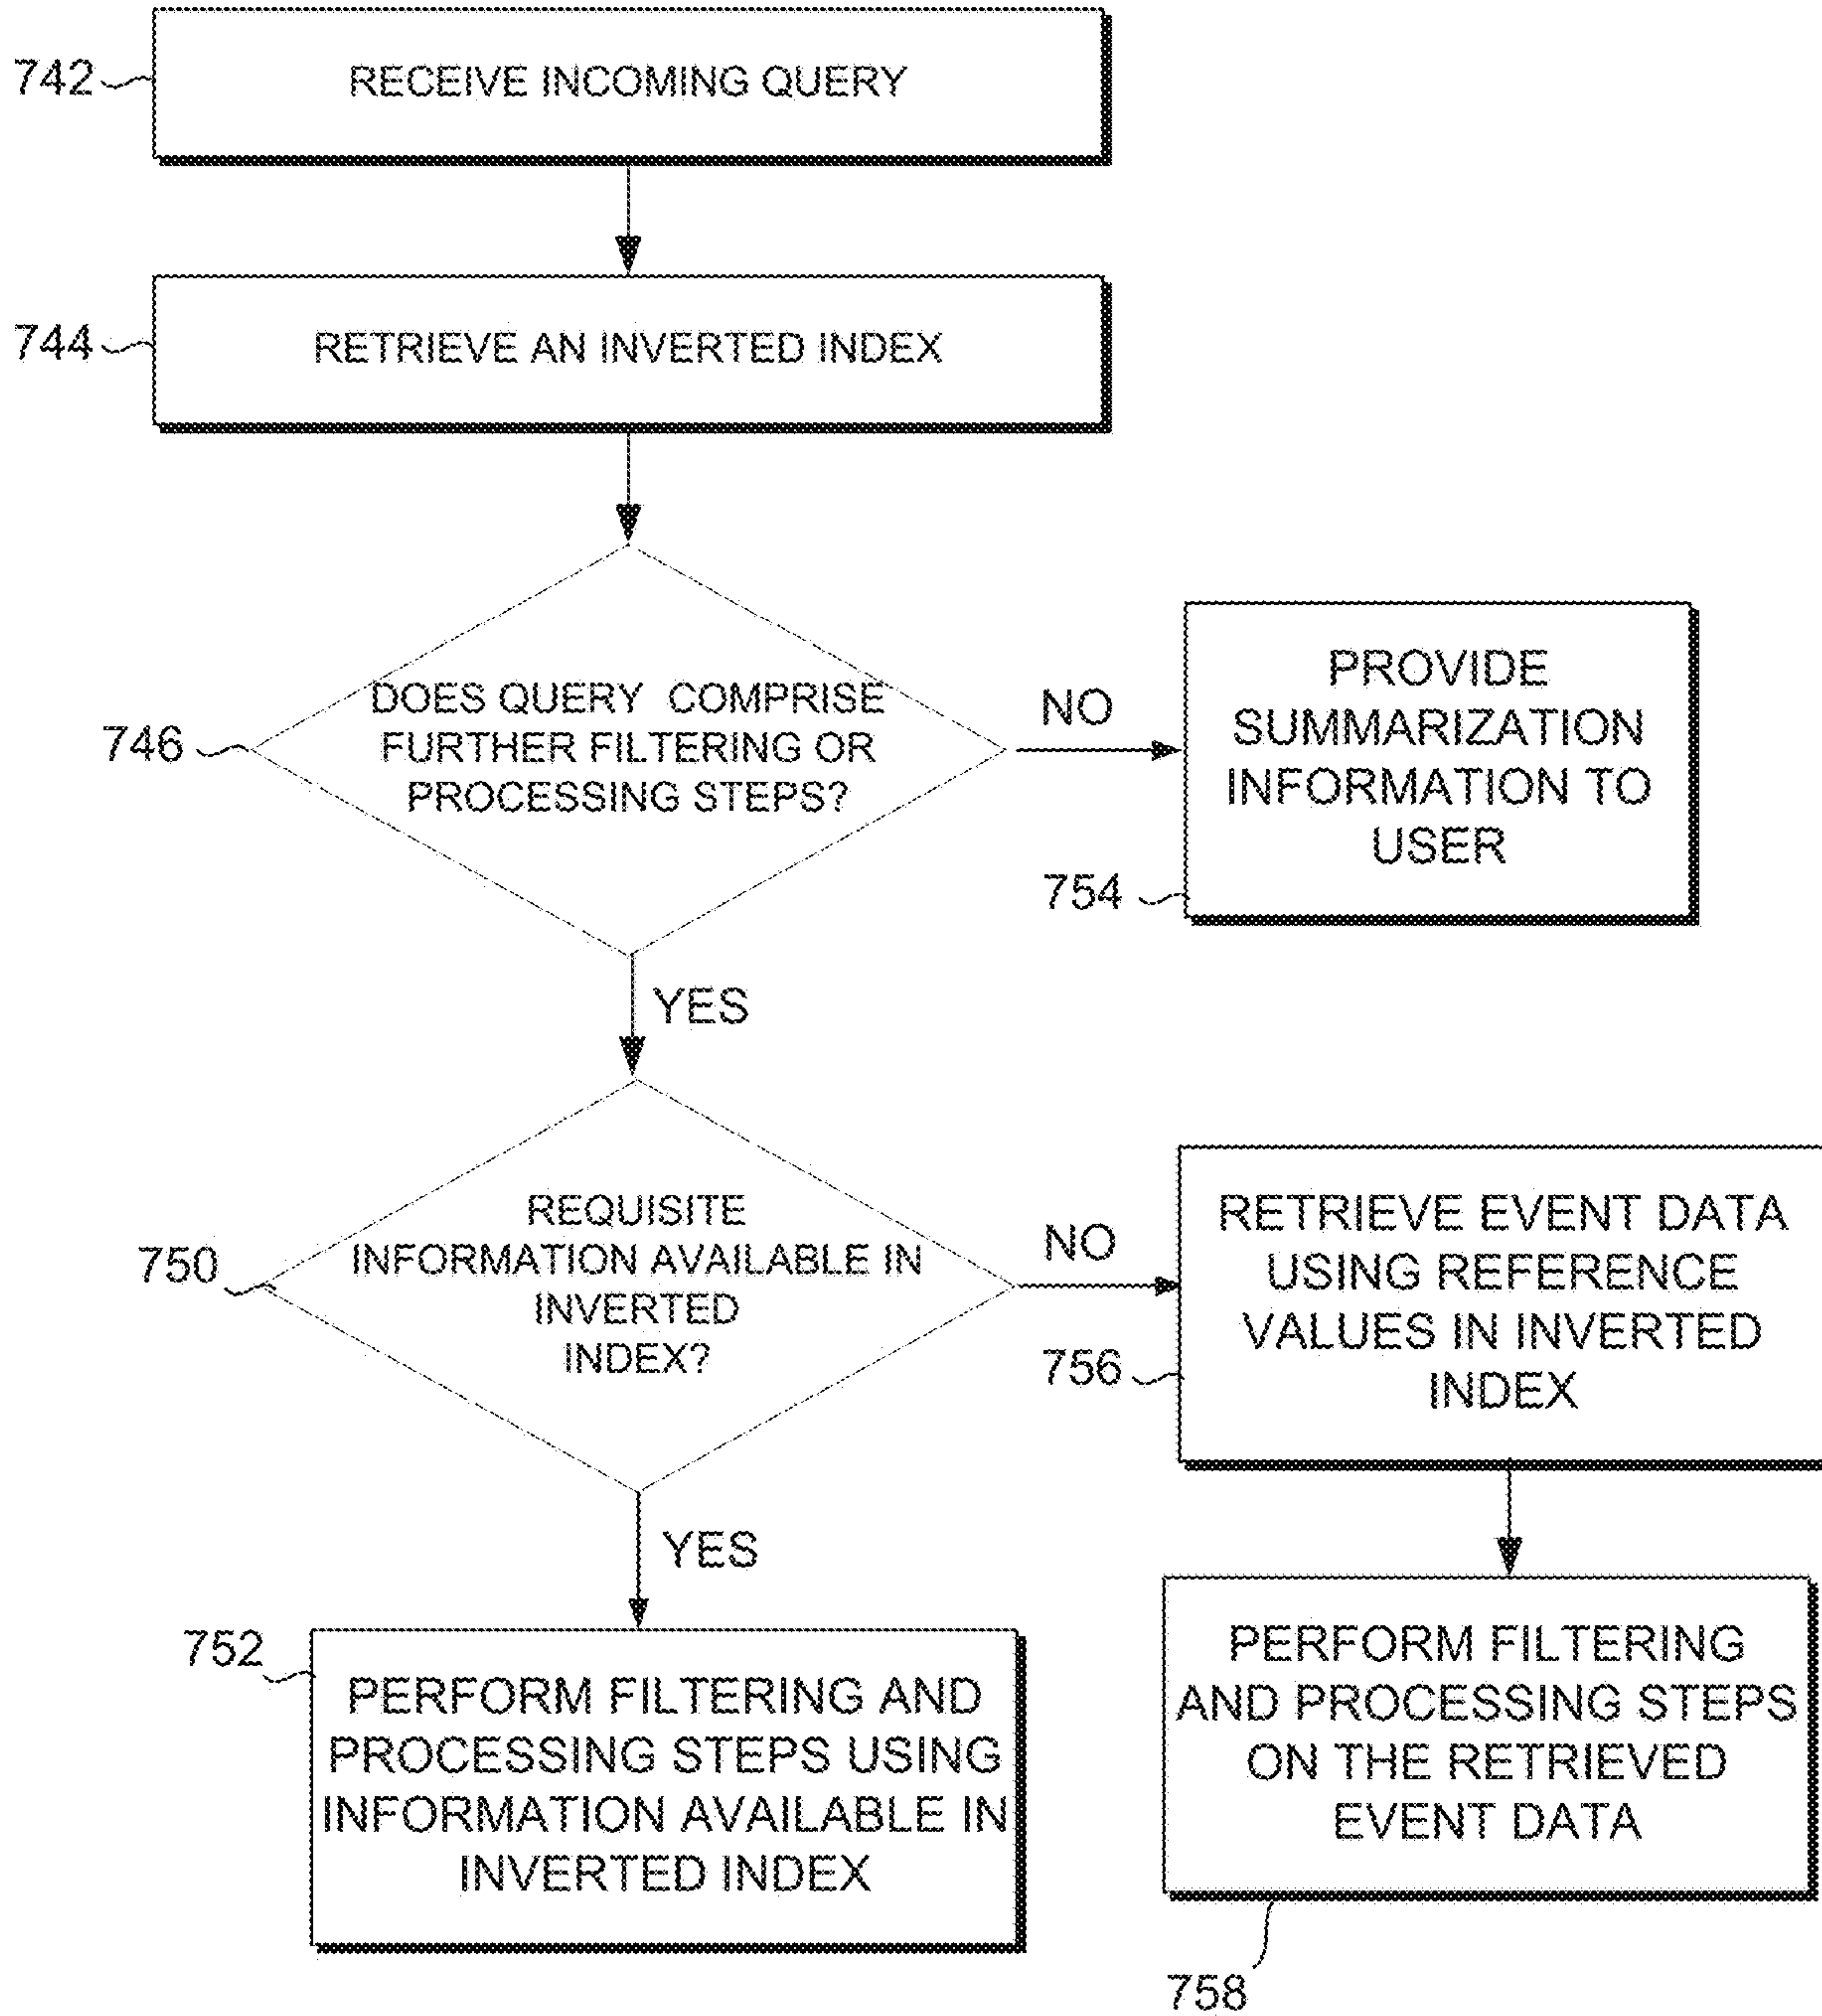 742
RECEIVE INCOMING QUERY
744
RETRIEVE AN INVERTED INDEX
746
DOES QUERY COMPRISE
FURTHER FILTERING OR
PROCESSING STEPS?
NO
PROVIDE
SUMMARIZATION
INFORMATION TO
USER
754
YES
750
REQUISITE
INFORMATION AVAILABLE IN
INVERTED
INDEX?
NO
RETRIEVE EVENT DATA
USING REFERENCE
VALUES IN INVERTED
INDEX
756
YES
752
PERFORM FILTERING AND
PROCESSING STEPS USING
INFORMATION AVAILABLE IN
INVERTED INDEX
PERFORM FILTERING
AND PROCESSING STEPS
ON THE RETRIEVED
EVENT DATA
758